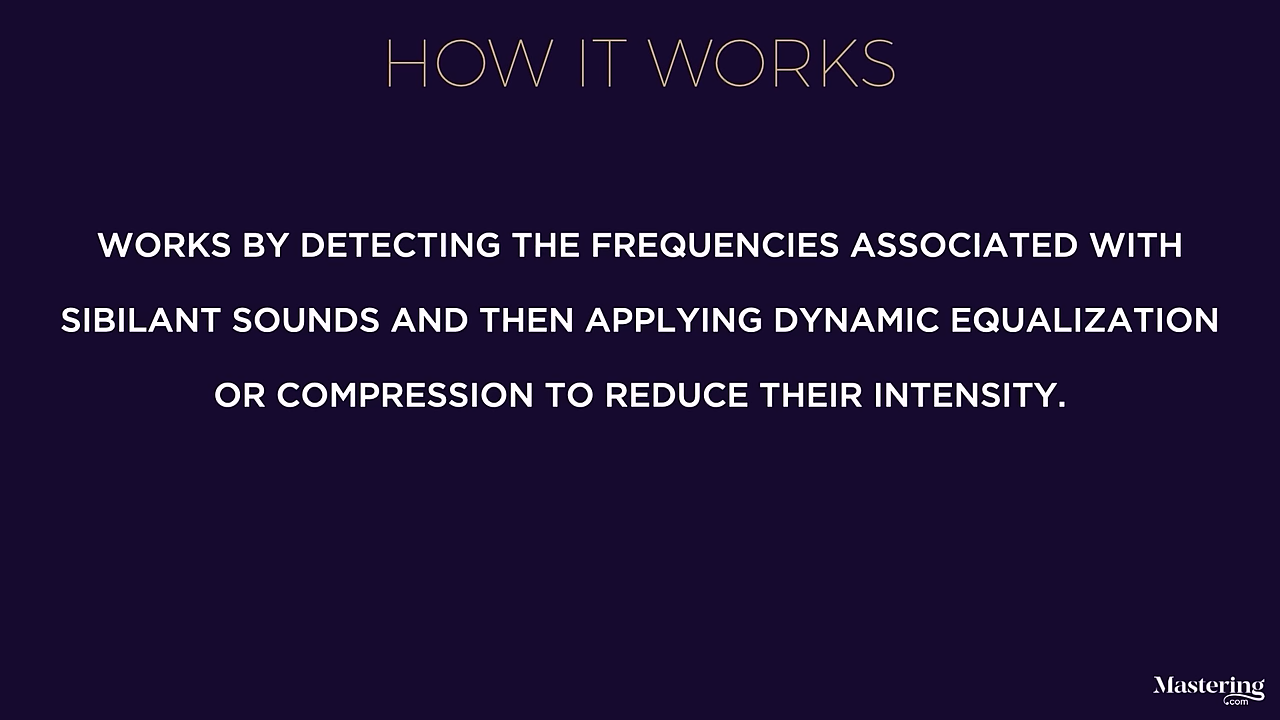 HOW IT WORKS
WORKS BY DETECTING THE FREQUENCIES ASSOCIATED WITH
SIBILANT SOUNDS AND THEN APPLYING DYNAMIC EQUALIZATION
OR COMPRESSION TO REDUCE THEIR INTENSITY.
Mastering
.com